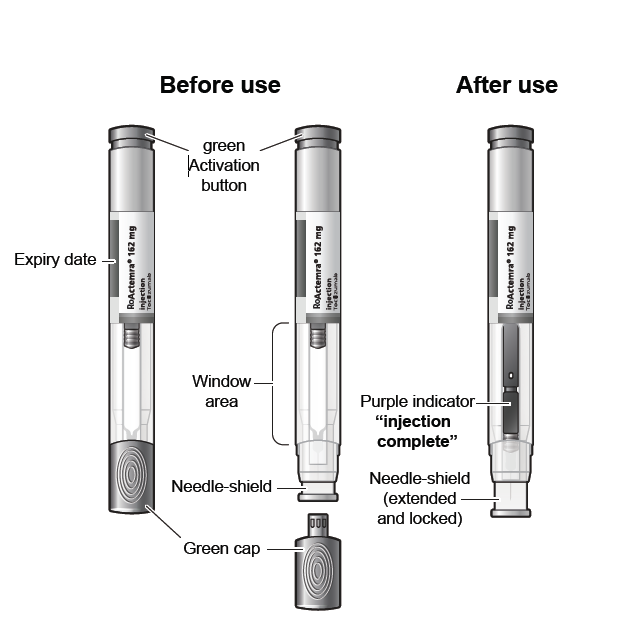 Before use
After use
green
Activation
button
Expiry date
RoActemra® 162 mg
injection
RoActemra® 162 mg
injection
RoActemra® 162 mg
injection
Window
area
Purple indicator
“injection
complete”
Needle-shield
Needle-shield
(extended
and locked)
Green cap